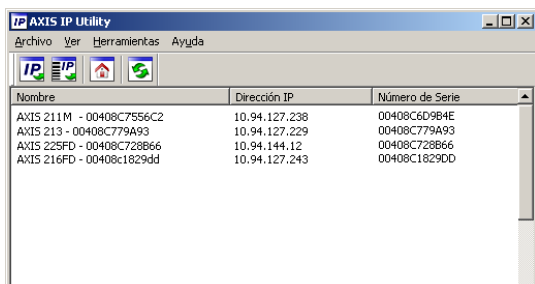 IP AXIS IP Utility
Archivo Ver Herramientas Ayuda
IP IP
Nombre Dirección IP Número de Serie
AXIS 211M - 00408C7556C2 10.94.127.238 00408C6D9B4E
AXIS 213 - 00408C779A93 10.94.127.229 00408C779A93
AXIS 225FD - 00408C728B66 10.94.144.12 00408C728B66
AXIS 216FD - 00408c1829dd 10.94.127.243 00408C1829DD